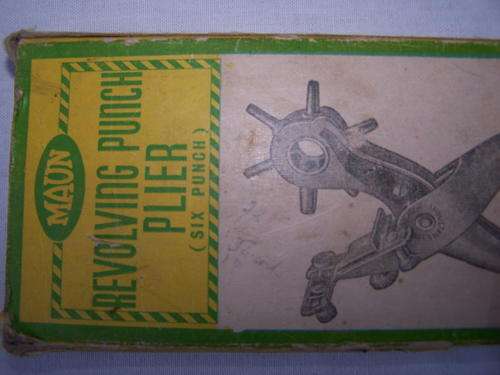 MAUN
REVOLVING PUNCH
PLIER
(SIX PUNCH)